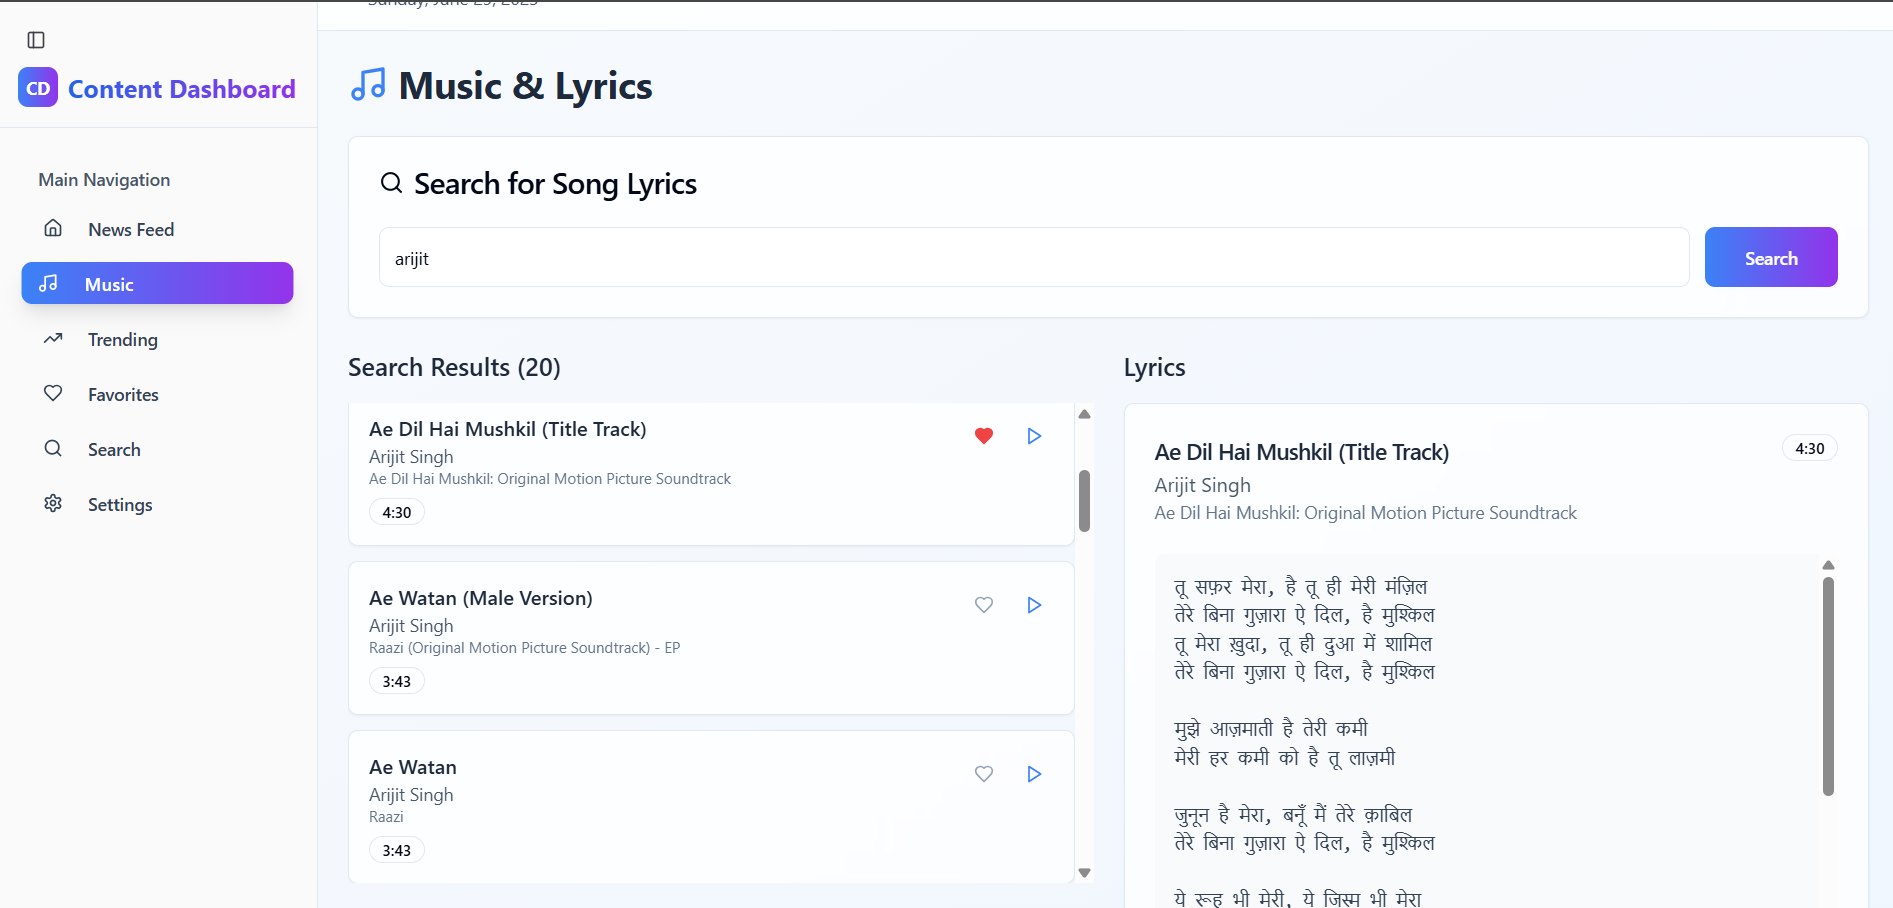 Sunday, June 29, 2025
CD Content Dashboard
Main Navigation
News Feed
Music
Trending
Favorites
Search
Settings
Music & Lyrics
Search for Song Lyrics
arijit
Search
Search Results (20)
Ae Dil Hai Mushkil (Title Track)
Arijit Singh
Ae Dil Hai Mushkil: Original Motion Picture Soundtrack
4:30
Ae Watan (Male Version)
Arijit Singh
Raazi (Original Motion Picture Soundtrack) - EP
3:43
Ae Watan
Arijit Singh
Raazi
3:43
Lyrics
Ae Dil Hai Mushkil (Title Track)
4:30
Arijit Singh
Ae Dil Hai Mushkil: Original Motion Picture Soundtrack
तू सफ़र मेरा, है तू ही मेरी मंज़िल
तेरे बिना गुज़ारा ऐ दिल, है मुश्किल
तू मेरा ख़ुदा, तू ही दुआ में शामिल
तेरे बिना गुज़ारा ऐ दिल, है मुश्किल
मुझे आज़माती है तेरी कमी
मेरी हर कमी को है तू लाज़मी
जुनून है मेरा, बनूँ मैं तेरे क़ाबिल
तेरे बिना गुज़ारा ऐ दिल, है मुश्किल
ये रूह भी मेरी, ये जिस्म भी मेरा